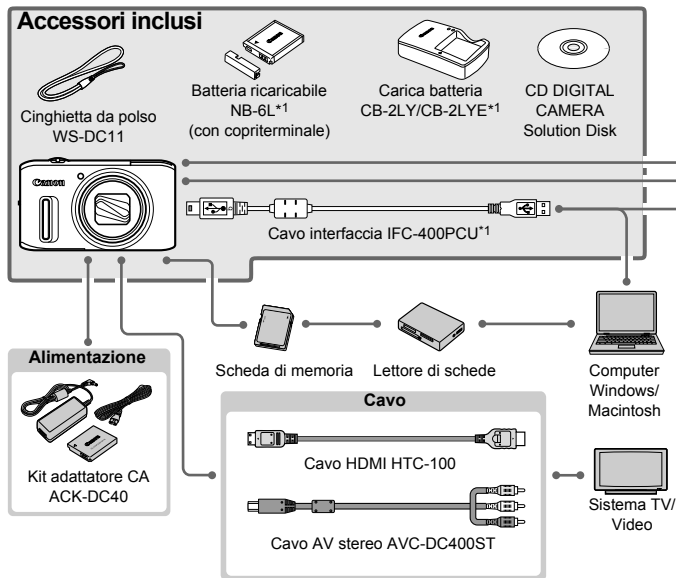 Accessori inclusi
Cinghietta da polso
WS-DC11
Batteria ricaricabile
NB-6L*1
(con copriterminale)
Carica batteria
CB-2LY/CB-2LYE*1
CD DIGITAL
CAMERA
Solution Disk
Canon
Cavo interfaccia IFC-400PCU*1
Scheda di memoria
Lettore di schede
Computer
Windows/
Macintosh
Alimentazione
Kit adattatore CA
ACK-DC40
Cavo
Cavo HDMI HTC-100
Cavo AV stereo AVC-DC400ST
Sistema TV/
Video